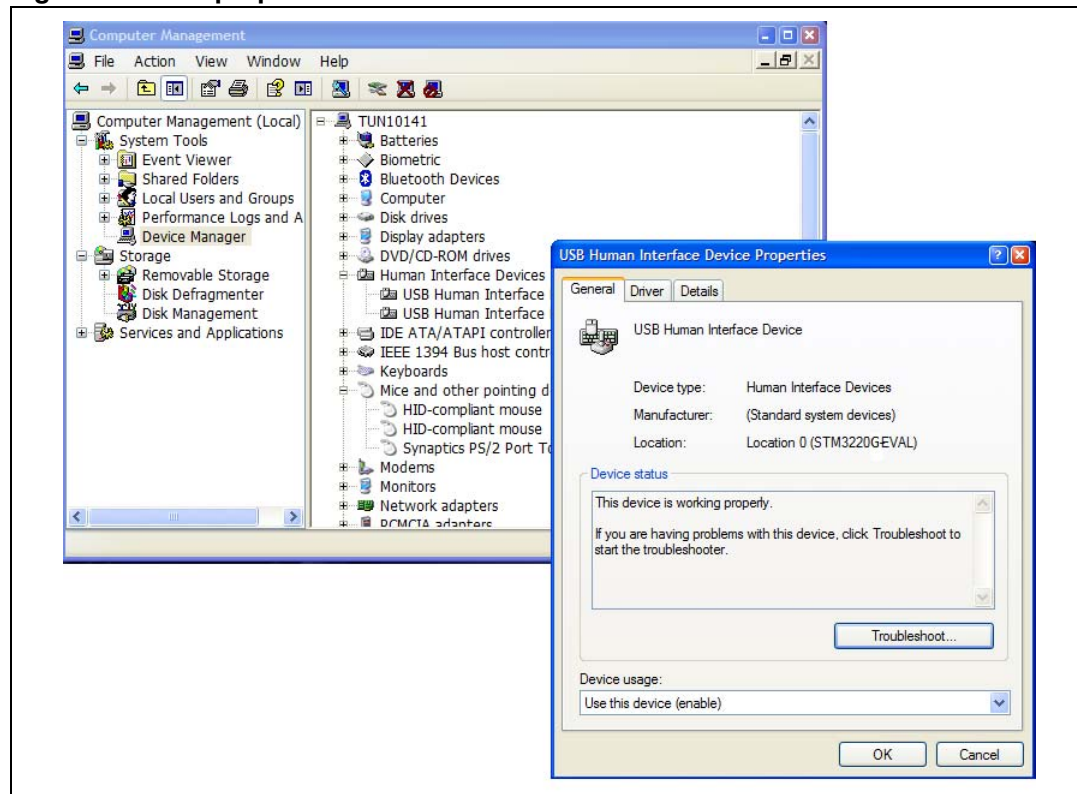 Computer Management
File Action View Window Help
Computer Management (Local)
System Tools
Event Viewer
Shared Folders
Local Users and Groups
Performance Logs and A
Device Manager
Storage
Removable Storage
Disk Defragmenter
Disk Management
Services and Applications
TUN10141
Batteries
Biometric
Bluetooth Devices
Computer
Disk drives
Display adapters
DVD/CD-ROM drives
Human Interface Devices
USB Human Interface
USB Human Interface
IDE ATA/ATAPI controller
IEEE 1394 Bus host contr
Keyboards
Mice and other pointing d
HID-compliant mouse
HID-compliant mouse
Synaptics PS/2 Port To
Modems
Monitors
Network adapters
PCMCIA adapters
USB Human Interface Device Properties
General Driver Details
USB Human Interface Device
Device type: Human Interface Devices
Manufacturer: (Standard system devices)
Location: Location 0 (STM3220G-EVAL)
Device status
This device is working properly.
If you are having problems with this device, click Troubleshoot to
start the troubleshooter.
Troubleshoot...
Device usage:
Use this device (enable)
OK Cancel